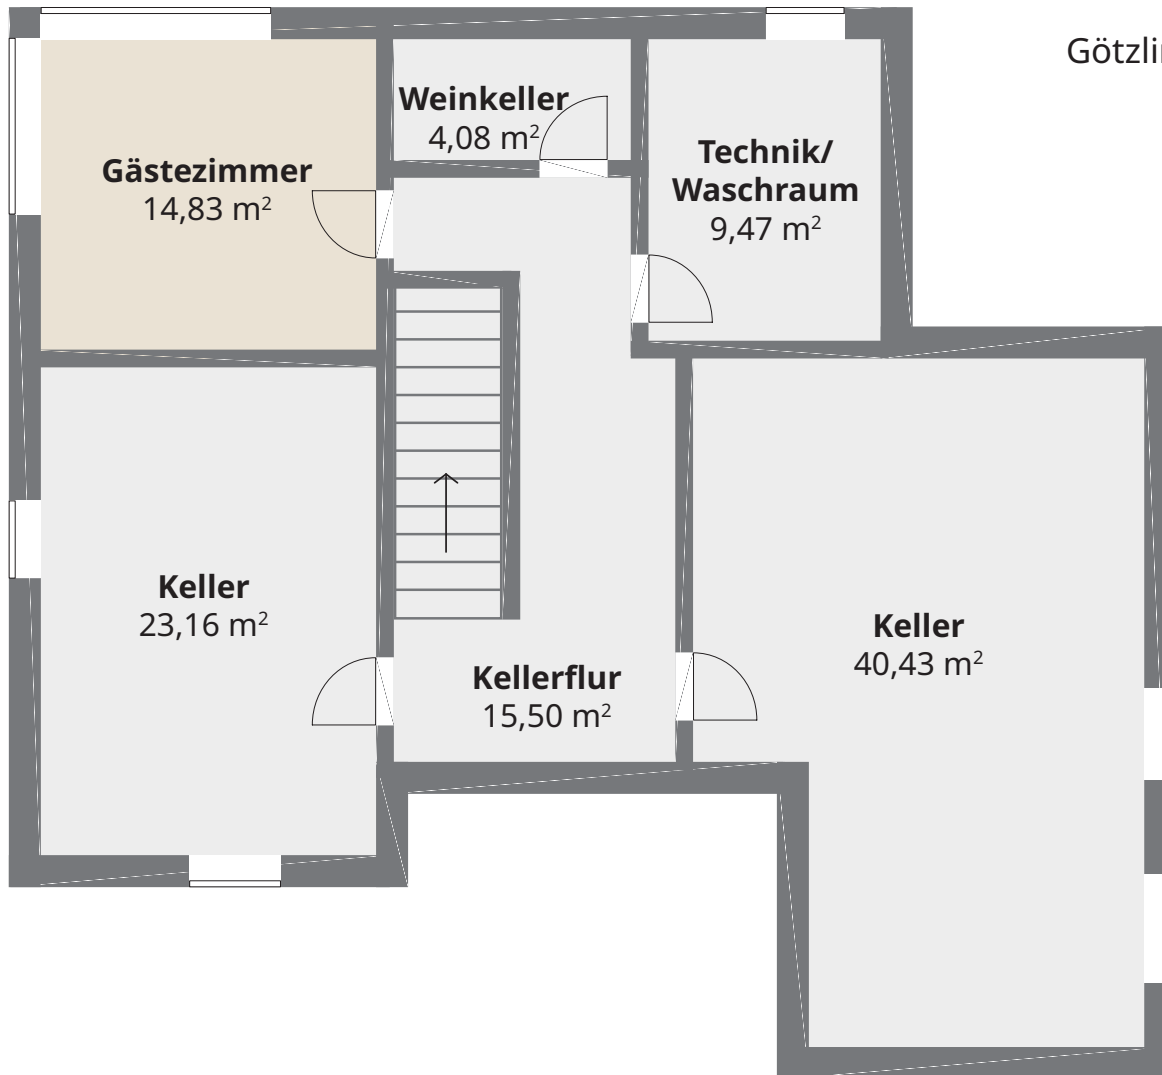 Götzli
Weinkeller
4,08 m²
Gästezimmer
14,83 m²
Technik/
Waschraum
9,47 m²
Keller
23,16 m²
Keller
40,43 m²
Kellerflur
15,50 m²